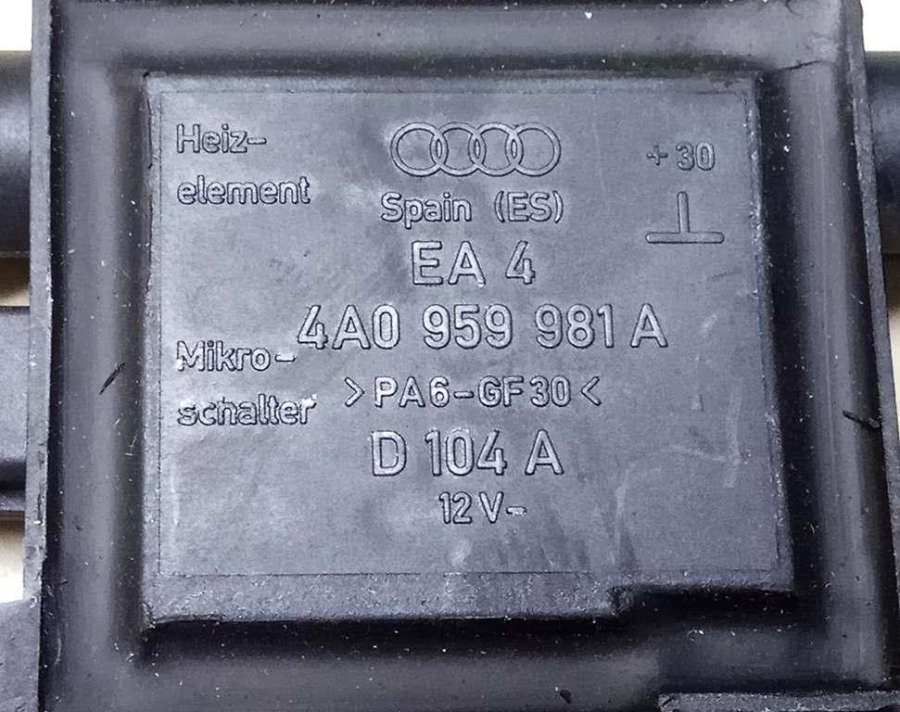 Heiz-
element
Spain (ES)
+ 30
EA 4
4A0 959 981 A
Mikro-
schalter
>PA6-GF30<
D 104 A
12 V-